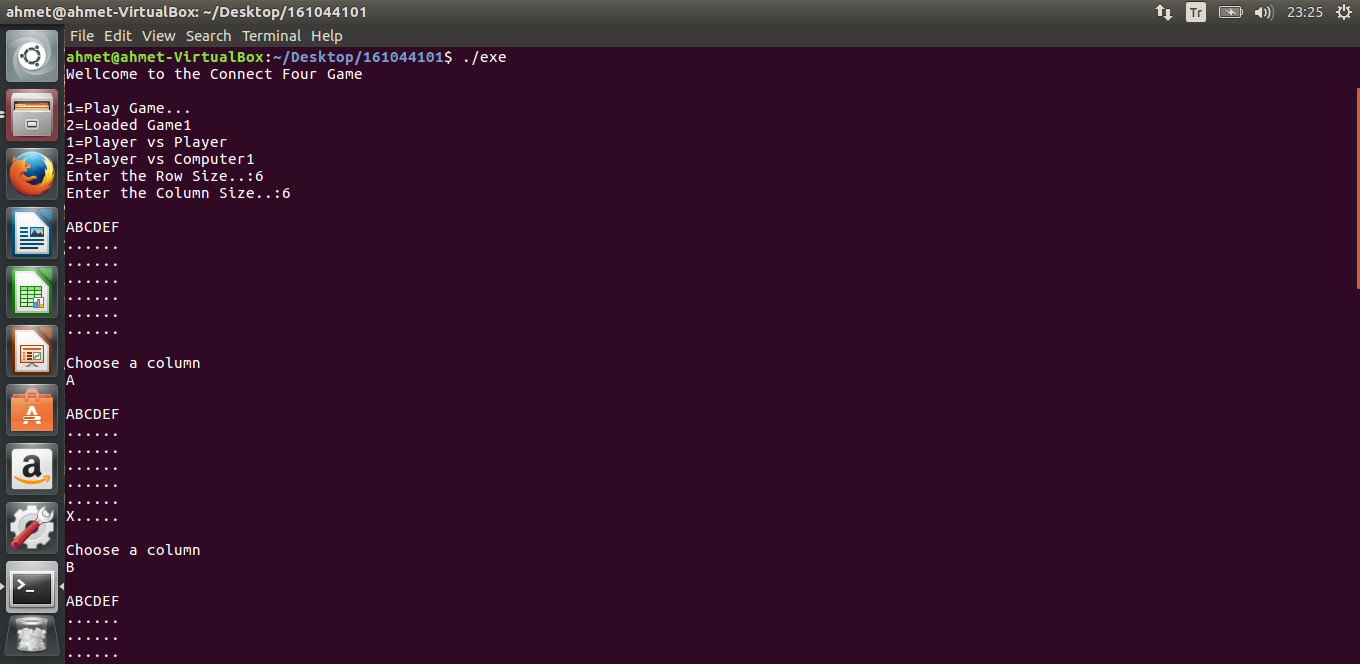 ahmet@ahmet-VirtualBox: ~/Desktop/161044101
Tr
23:25
File Edit View Search Terminal Help
ahmet@ahmet-VirtualBox:~/Desktop/161044101$ ./exe
Wellcome to the Connect Four Game
1=Play Game...
2=Loaded Game1
1=Player vs Player
2=Player vs Computer1
Enter the Row Size..:6
Enter the Column Size..:6
ABCDEF
......
......
......
......
......
......
Choose a column
A
ABCDEF
......
......
......
......
......
X.....
Choose a column
B
ABCDEF
......
......
......